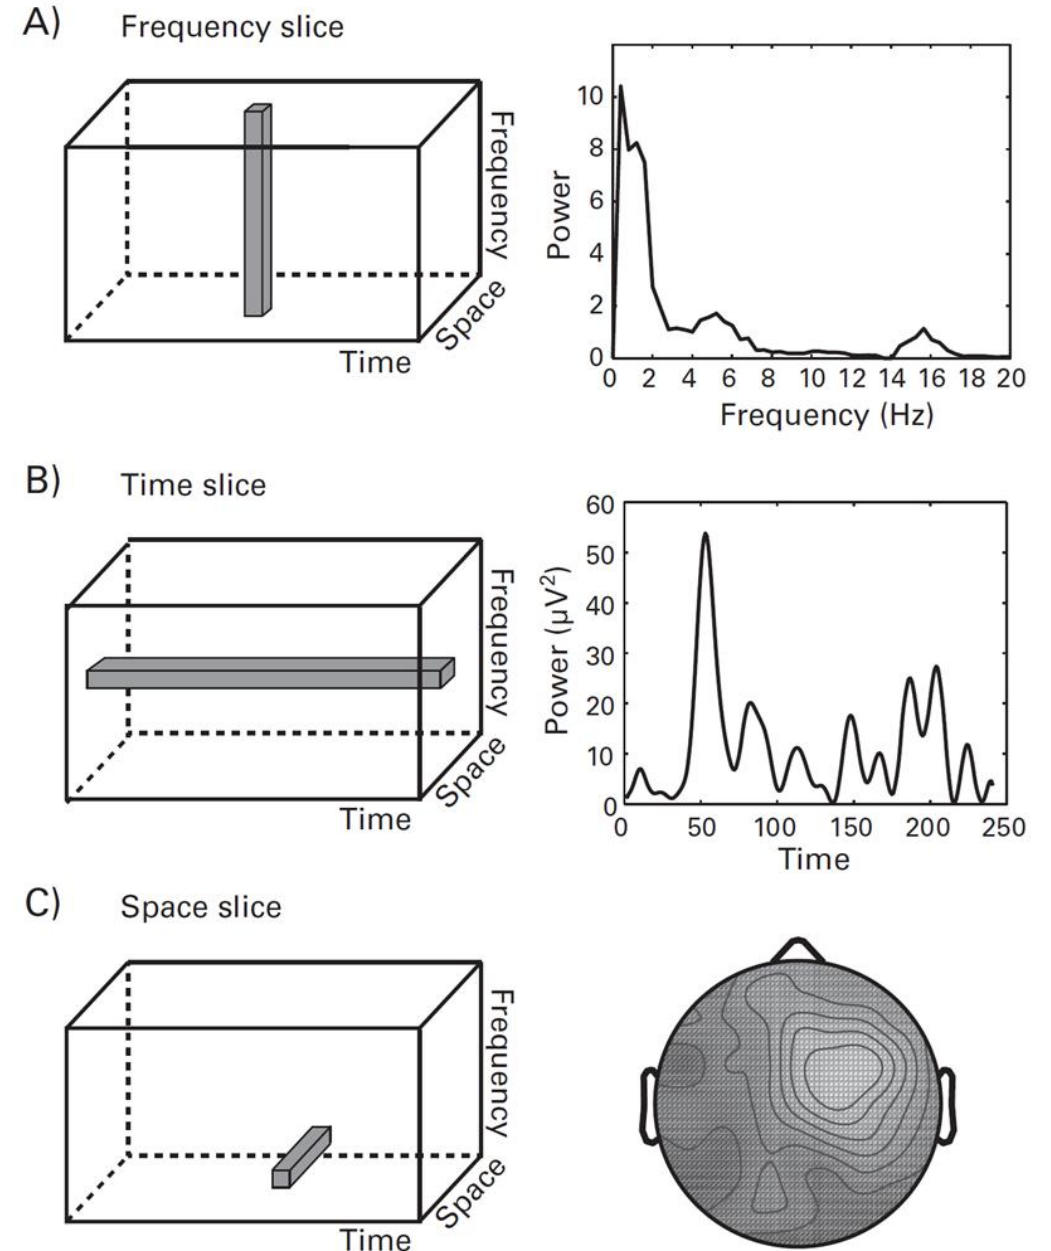 A) Frequency slice
Frequency
Space
Time
Power
10
8
6
4
2
0
0 2 4 6 8 10 12 14 16 18 20
Frequency (Hz)
B) Time slice
Frequency
Space
Time
Power (µV²)
60
50
40
30
20
10
0
0 50 100 150 200 250
Time
C) Space slice
Frequency
Space
Time